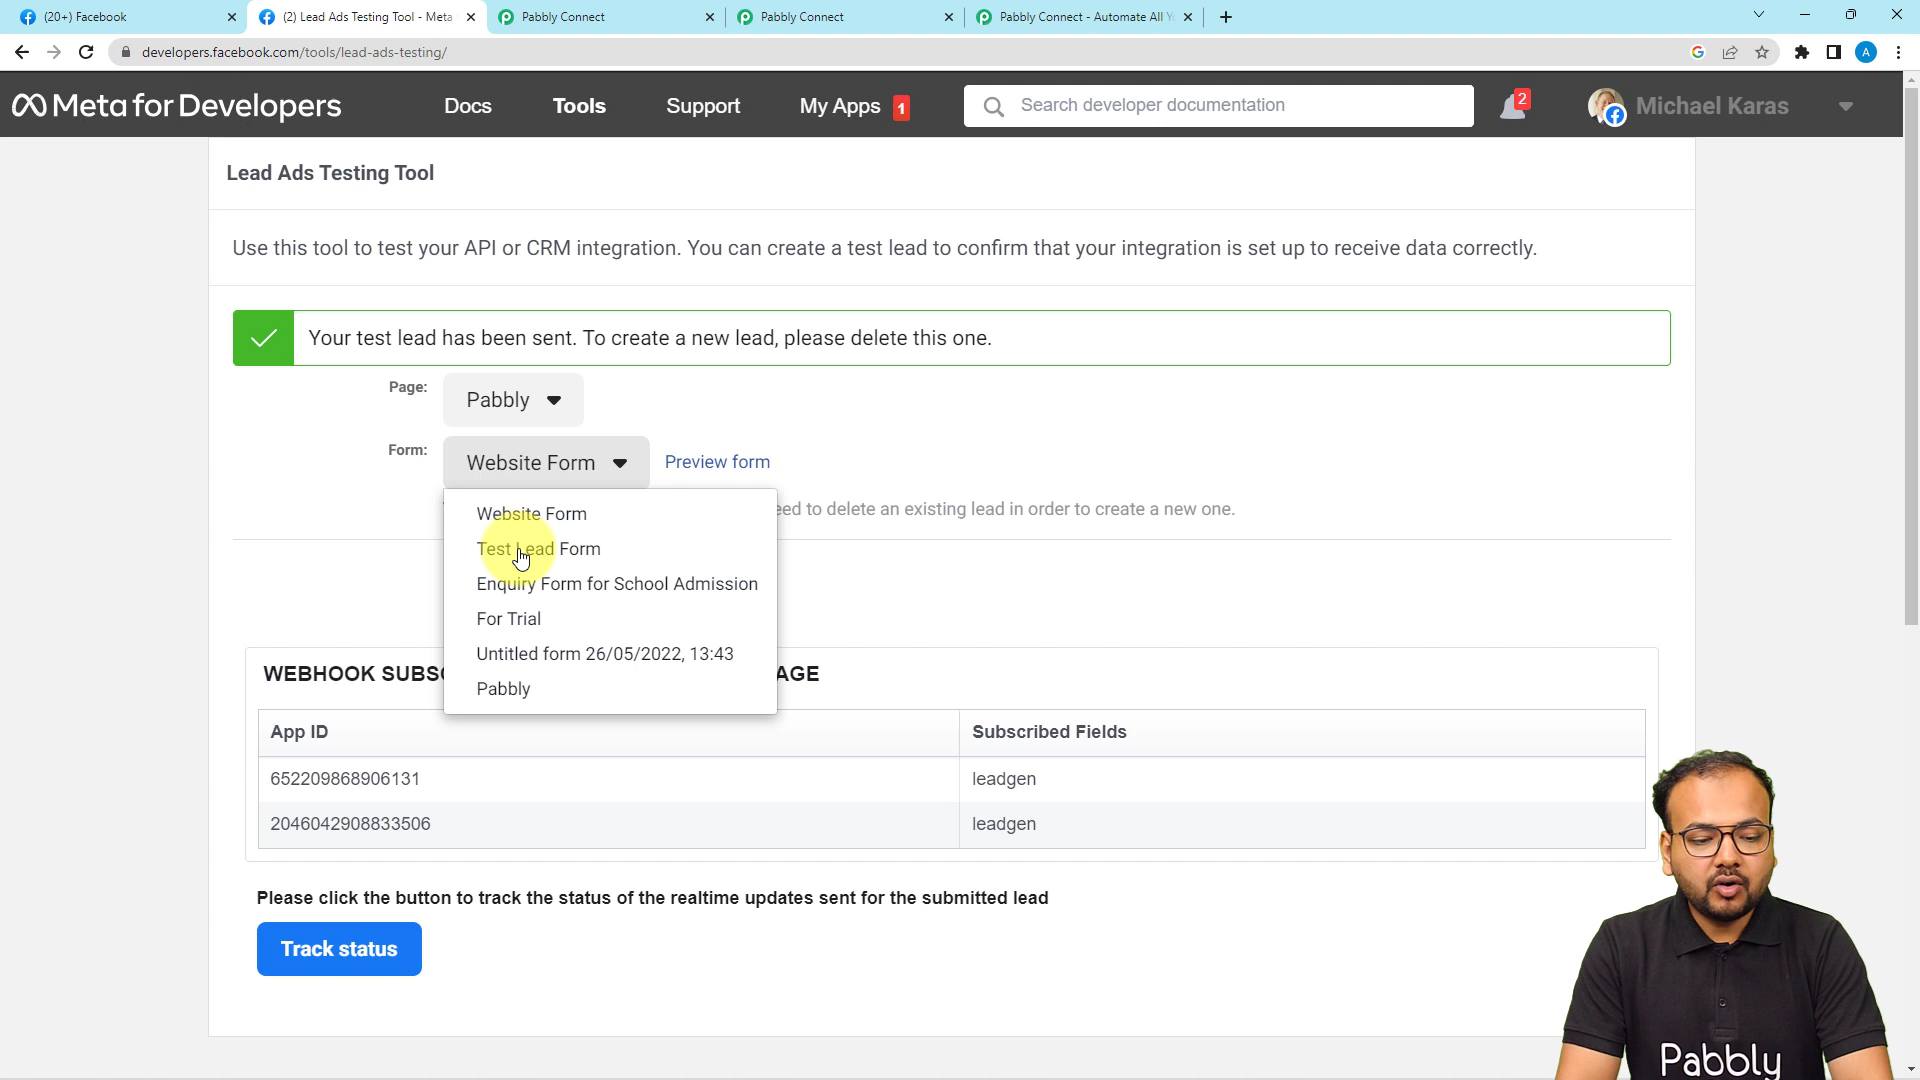 (20+) Facebook
(2) Lead Ads Testing Tool - Meta
Pabbly Connect
Pabbly Connect
Pabbly Connect - Automate All Y
developers.facebook.com/tools/lead-ads-testing/
A
Meta for Developers
Docs
Tools
Support
My Apps 1
Search developer documentation
2
Michael Karas
Lead Ads Testing Tool
Use this tool to test your API or CRM integration. You can create a test lead to confirm that your integration is set up to receive data correctly.
Your test lead has been sent. To create a new lead, please delete this one.
Page:
Pabbly
Form:
Website Form
Preview form
Website Form
eed to delete an existing lead in order to create a new one.
Test Lead Form
Enquiry Form for School Admission
For Trial
Untitled form 26/05/2022, 13:43
Pabbly
WEBHOOK SUBSC
AGE
App ID
Subscribed Fields
652209868906131
leadgen
2046042908833506
leadgen
Please click the button to track the status of the realtime updates sent for the submitted lead
Track status
Pabbly